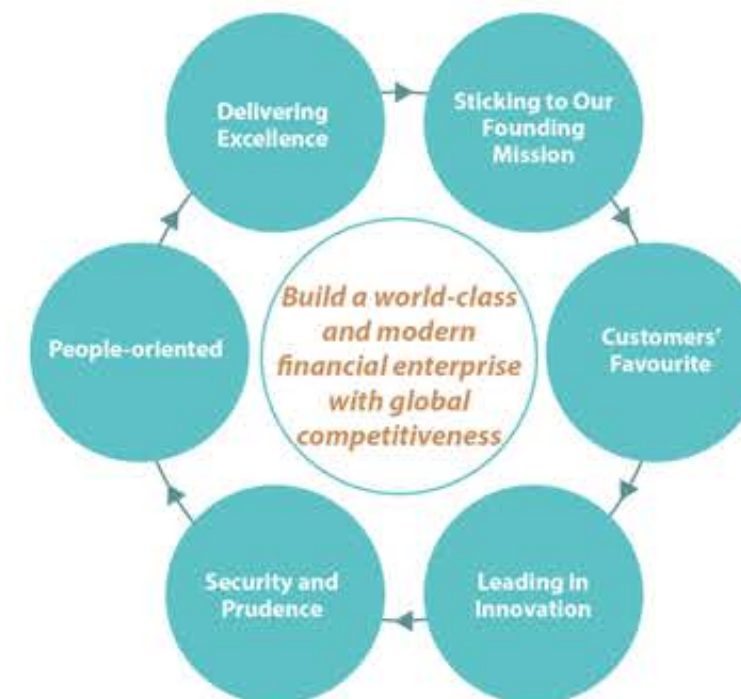 Delivering
Excellence
Sticking to Our
Founding
Mission
Customers'
Favourite
Leading in
Innovation
Security and
Prudence
People-oriented
Build a world-class
and modern
financial enterprise
with global
competitiveness